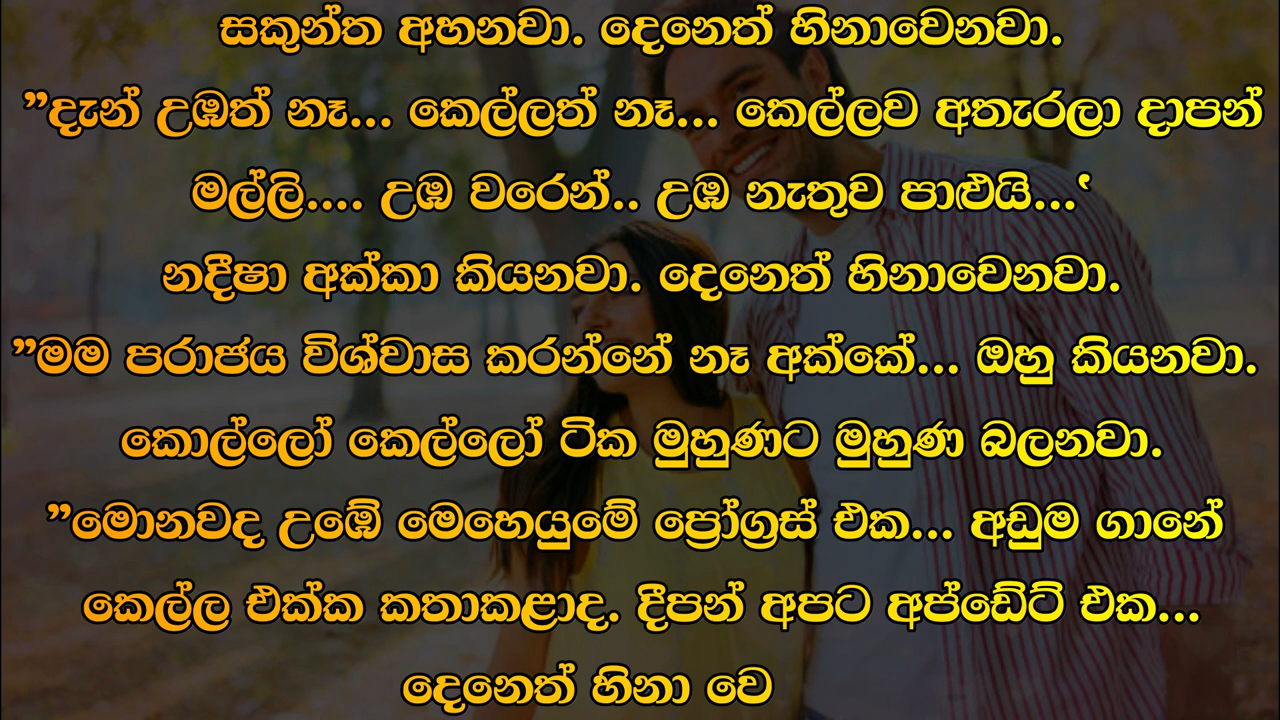 සකුන්ත අහනවා. දෙනෙත් හිනාවෙනවා.
”දැන් උඹත් නෑ... කෙල්ලත් නෑ... කෙල්ලව අතැරලා දාපන්
මල්ලි.... උඹ වරෙන්.. උඹ නැතුව පාළුයි...‛
නදීෂා අක්කා කියනවා. දෙනෙත් හිනාවෙනවා.
”මම පරාජය විශ්වාස කරන්නේ නෑ අක්කේ... ඔහු කියනවා.
කොල්ලෝ කෙල්ලෝ ටික මුහුණට මුහුණ බලනවා.
”මොනවද උඹේ මෙහෙයුමේ ප්‍රෝග්‍රස් එක... අඩුම ගානේ
කෙල්ල එක්ක කතාකළාද. දීපන් අපට අප්ඩේට් එක...
දෙනෙත් හිනා වෙ